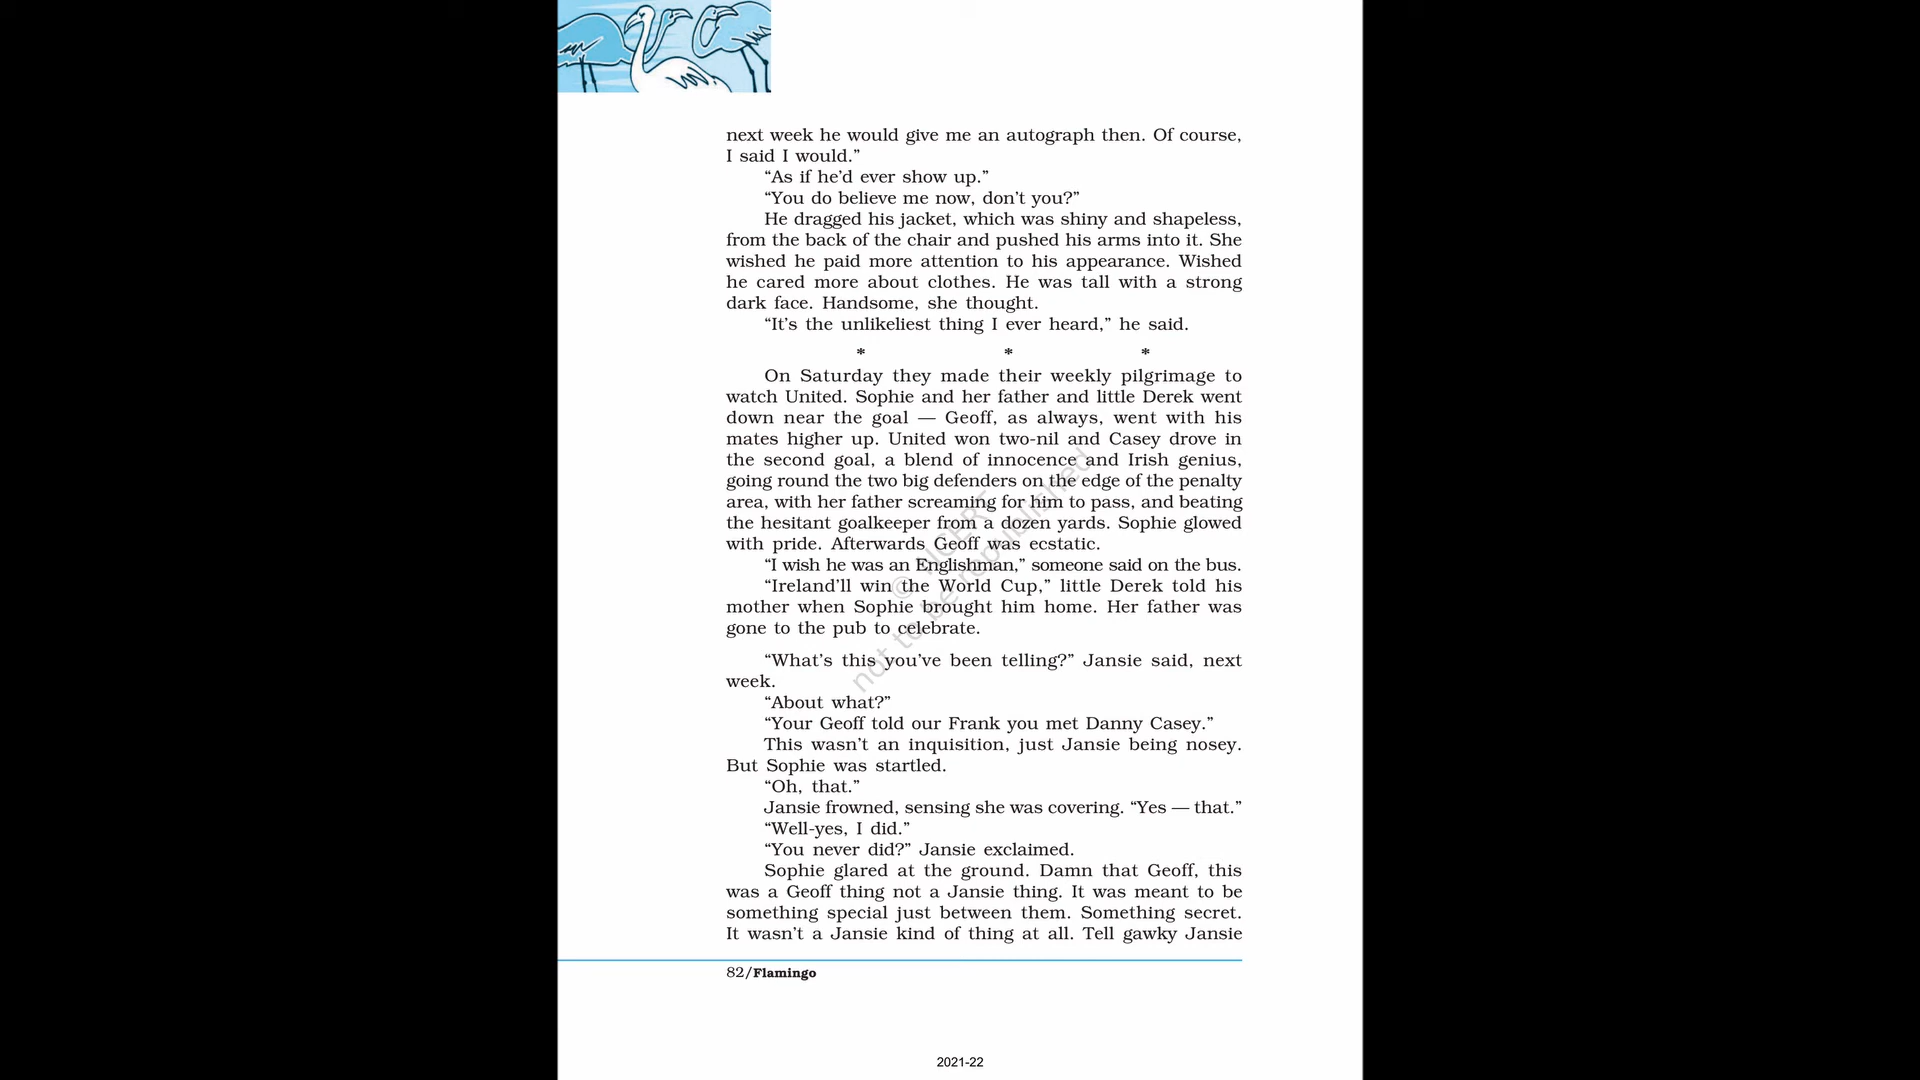 next week he would give me an autograph then. Of course,
I said I would.”
“As if he’d ever show up.”
“You do believe me now, don’t you?”
He dragged his jacket, which was shiny and shapeless,
from the back of the chair and pushed his arms into it. She
wished he paid more attention to his appearance. Wished
he cared more about clothes. He was tall with a strong
dark face. Handsome, she thought.
“It’s the unlikeliest thing I ever heard,” he said.
* * *
On Saturday they made their weekly pilgrimage to
watch United. Sophie and her father and little Derek went
down near the goal — Geoff, as always, went with his
mates higher up. United won two-nil and Casey drove in
the second goal, a blend of innocence and Irish genius,
going round the two big defenders on the edge of the penalty
area, with her father screaming for him to pass, and beating
the hesitant goalkeeper from a dozen yards. Sophie glowed
with pride. Afterwards Geoff was ecstatic.
“I wish he was an Englishman,” someone said on the bus.
“Ireland’ll win the World Cup,” little Derek told his
mother when Sophie brought him home. Her father was
gone to the pub to celebrate.
“What’s this you’ve been telling?” Jansie said, next
week.
“About what?”
“Your Geoff told our Frank you met Danny Casey.”
This wasn’t an inquisition, just Jansie being nosey.
But Sophie was startled.
“Oh, that.”
Jansie frowned, sensing she was covering. “Yes — that.”
“Well-yes, I did.”
“You never did?” Jansie exclaimed.
Sophie glared at the ground. Damn that Geoff, this
was a Geoff thing not a Jansie thing. It was meant to be
something special just between them. Something secret.
It wasn’t a Jansie kind of thing at all. Tell gawky Jansie
82/Flamingo
2021-22
© NCERT
not to be republished